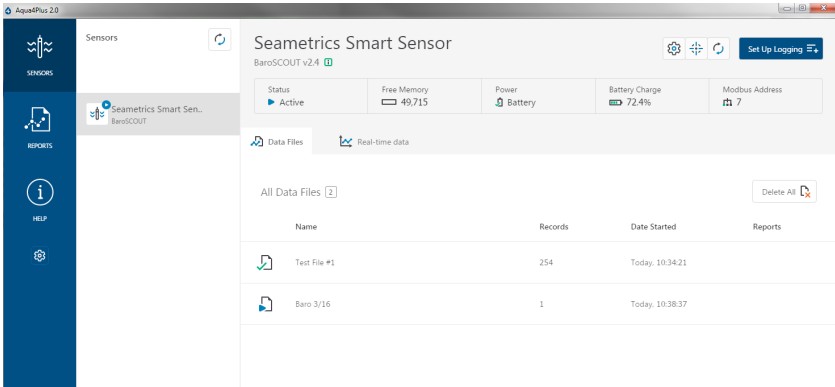 Aqua4Plus 2.0
SENSORS
REPORTS
HELP
Sensors
Seametrics Smart Sen..
BaroSCOUT
Seametrics Smart Sensor
BaroSCOUT v2.4
Set Up Logging
Status
Active
Free Memory
49,715
Power
Battery
Battery Charge
72.4%
Modbus Address
7
Data Files
Real-time data
All Data Files 2
Delete All
Name Records Date Started Reports
Test File #1 254 Today, 10:34:21
Baro 3/16 1 Today, 10:38:37